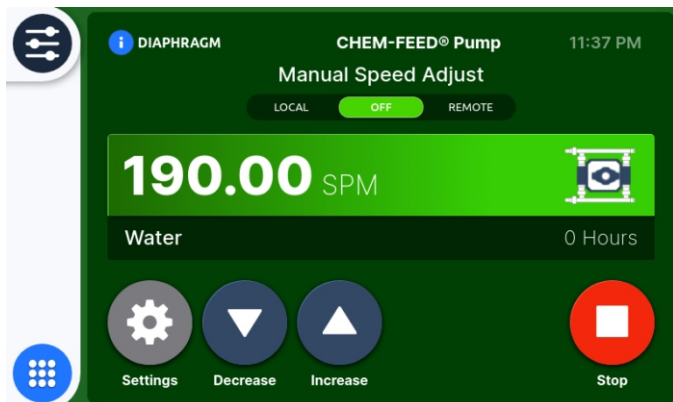 i DIAPHRAGM CHEM-FEED® Pump 11:37 PM
Manual Speed Adjust
LOCAL OFF REMOTE
190.00 SPM
Water 0 Hours
Settings Decrease Increase Stop